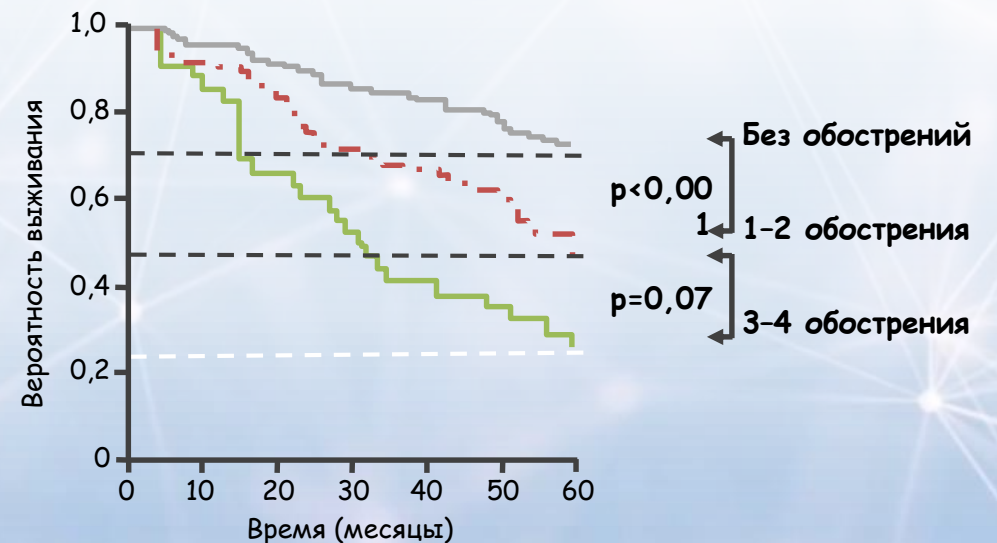 Вероятность выживания
1,0
0,8
0,6
0,4
0,2
0
0
10
20
30
40
50
60
Время (месяцы)
Без обострений
p<0,00
1
1–2 обострения
p=0,07
3–4 обострения